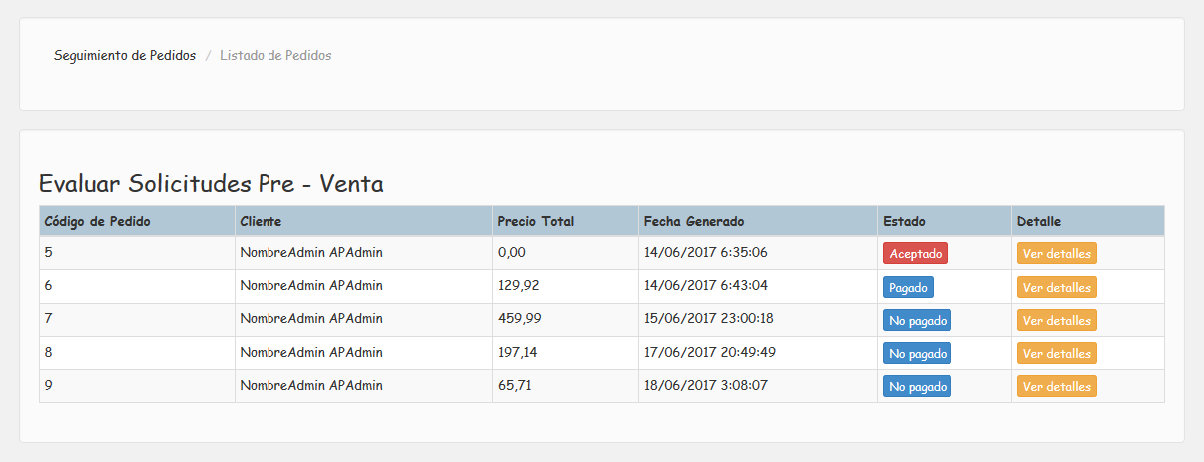 Seguimiento de Pedidos / Listado de Pedidos
Evaluar Solicitudes Pre - Venta
Código de Pedido Cliente Precio Total Fecha Generado Estado Detalle
5 NombreAdmin APAdmin 0,00 14/06/2017 6:35:06 Aceptado Ver detalles
6 NombreAdmin APAdmin 129,92 14/06/2017 6:43:04 Pagado Ver detalles
7 NombreAdmin APAdmin 459,99 15/06/2017 23:00:18 No pagado Ver detalles
8 NombreAdmin APAdmin 197,14 17/06/2017 20:49:49 No pagado Ver detalles
9 NombreAdmin APAdmin 65,71 18/06/2017 3:08:07 No pagado Ver detalles